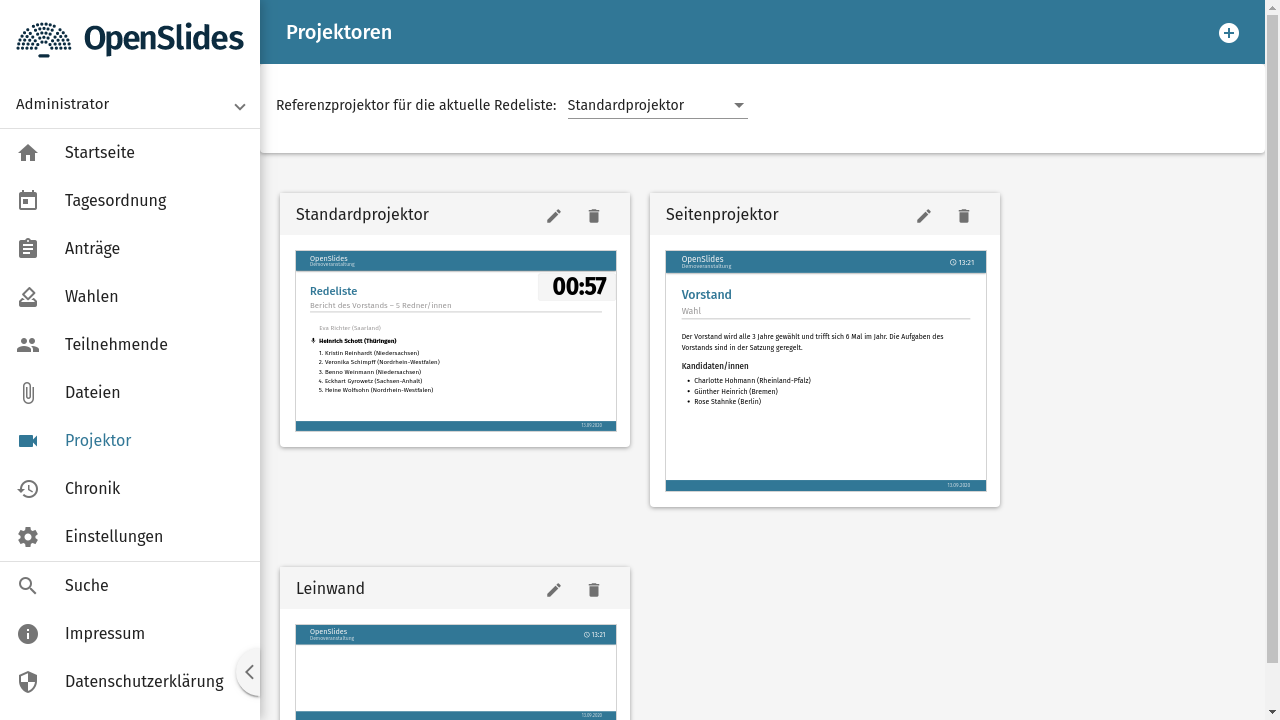 OpenSlides
Projektoren
Administrator
Referenzprojektor für die aktuelle Redeliste: Standardprojektor
Startseite
Tagesordnung
Anträge
Wahlen
Teilnehmende
Dateien
Projektor
Chronik
Einstellungen
Suche
Impressum
Datenschutzerklärung
Standardprojektor
OpenSlides
Demoveranstaltung
00:57
Redeliste
Bericht des Vorstands – 5 Redner/innen
Eva Richter (Saarland)
Heinrich Schott (Thüringen)
1. Kristin Reinhardt (Niedersachsen)
2. Veronika Schimpff (Nordrhein-Westfalen)
3. Benno Weinmann (Niedersachsen)
4. Eckhart Gyrowetz (Sachsen-Anhalt)
5. Heine Wolfsohn (Nordrhein-Westfalen)
13.09.2020
Seitenprojektor
OpenSlides
Demoveranstaltung
13:21
Vorstand
Wahl
Der Vorstand wird alle 3 Jahre gewählt und trifft sich 6 Mal im Jahr. Die Aufgaben des
Vorstands sind in der Satzung geregelt.
Kandidaten/innen
• Charlotte Hohmann (Rheinland-Pfalz)
• Günther Heinrich (Bremen)
• Rose Stahnke (Berlin)
13.09.2020
Leinwand
OpenSlides
Demoveranstaltung
13:21
13.09.2020